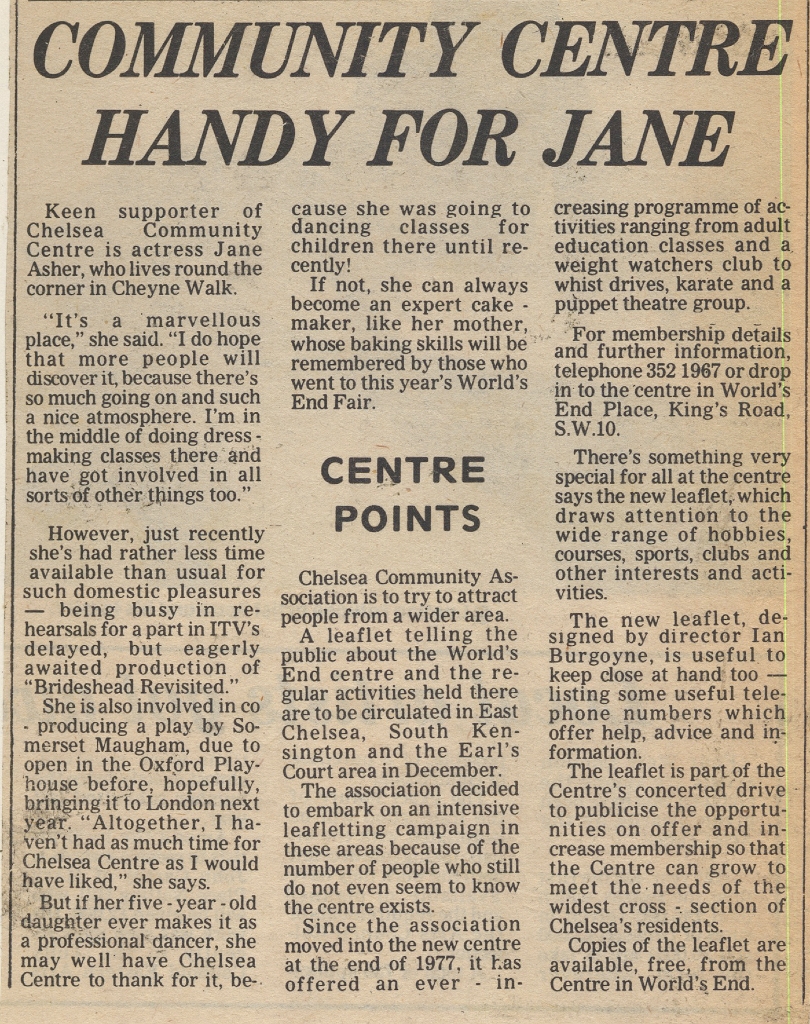 COMMUNITY CENTRE
HANDY FOR JANE
Keen supporter of
Chelsea Community
Centre is actress Jane
Asher, who lives round the
corner in Cheyne Walk.
"It's a marvellous
place," she said. "I do hope
that more people will
discover it, because there's
so much going on and such
a nice atmosphere. I'm in
the middle of doing dress -
making classes there and
have got involved in all
sorts of other things too."
However, just recently
she's had rather less time
available than usual for
such domestic pleasures
— being busy in re-
hearsals for a part in ITV's
delayed, but eagerly
awaited production of
"Brideshead Revisited."
She is also involved in co
- producing a play by So-
merset Maugham, due to
open in the Oxford Play-
house before, hopefully,
bringing it to London next
year. "Altogether, I ha-
ven't had as much time for
Chelsea Centre as I would
have liked," she says.
But if her five - year - old
daughter ever makes it as
a professional dancer, she
may well have Chelsea
Centre to thank for it, be-
cause she was going to
dancing classes for
children there until re-
cently!
If not, she can always
become an expert cake -
maker, like her mother,
whose baking skills will be
remembered by those who
went to this year's World's
End Fair.
CENTRE
POINTS
Chelsea Community As-
sociation is to try to attract
people from a wider area.
A leaflet telling the
public about the World's
End centre and the re-
gular activities held there
are to be circulated in East
Chelsea, South Ken-
sington and the Earl's
Court area in December.
The association decided
to embark on an intensive
leafletting campaign in
these areas because of the
number of people who still
do not even seem to know
the centre exists.
Since the association
moved into the new centre
at the end of 1977, it has
offered an ever - in-
creasing programme of ac-
tivities ranging from adult
education classes and a
weight watchers club to
whist drives, karate and a
puppet theatre group.
For membership details
and further information,
telephone 352 1967 or drop
in to the centre in World's
End Place, King's Road,
S.W.10.
There's something very
special for all at the centre
says the new leaflet, which
draws attention to the
wide range of hobbies,
courses, sports, clubs and
other interests and acti-
vities.
The new leaflet, de-
signed by director Ian
Burgoyne, is useful to
keep close at hand too —
listing some useful tele-
phone numbers which
offer help, advice and in-
formation.
The leaflet is part of the
Centre's concerted drive
to publicise the opportu-
nities on offer and in-
crease membership so that
the Centre can grow to
meet the needs of the
widest cross - section of
Chelsea's residents.
Copies of the leaflet are
available, free, from the
Centre in World's End.